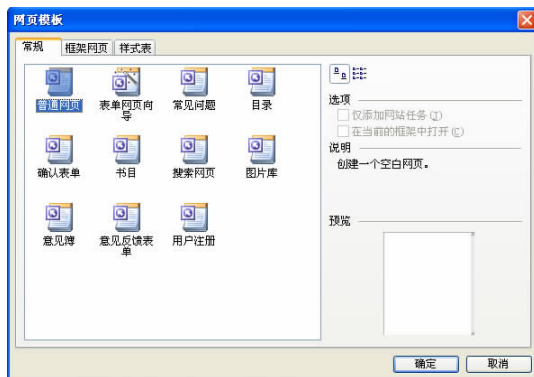 网页模板
常规 框架网页 样式表
普通网页 表单网页向导 常见问题 目录
确认表单 书目 搜索网页 图片库
意见簿 意见反馈表单 用户注册
选项
仅添加网站任务(T)
在当前的框架中打开(C)
说明
创建一个空白网页。
预览
确定 取消